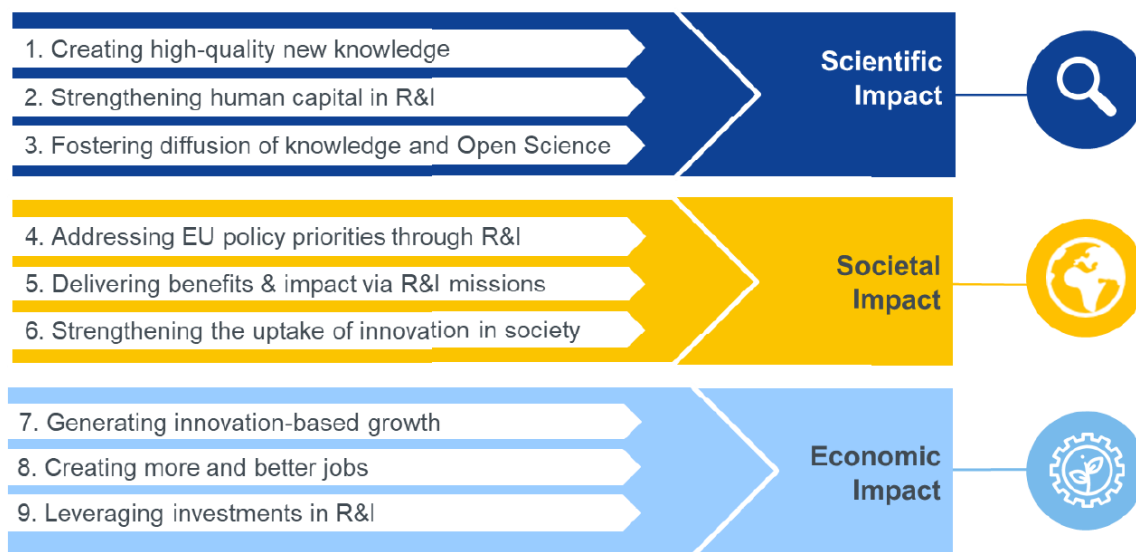 1. Creating high-quality new knowledge
2. Strengthening human capital in R&I
3. Fostering diffusion of knowledge and Open Science
Scientific
Impact
4. Addressing EU policy priorities through R&I
5. Delivering benefits & impact via R&I missions
6. Strengthening the uptake of innovation in society
Societal
Impact
7. Generating innovation-based growth
8. Creating more and better jobs
9. Leveraging investments in R&I
Economic
Impact